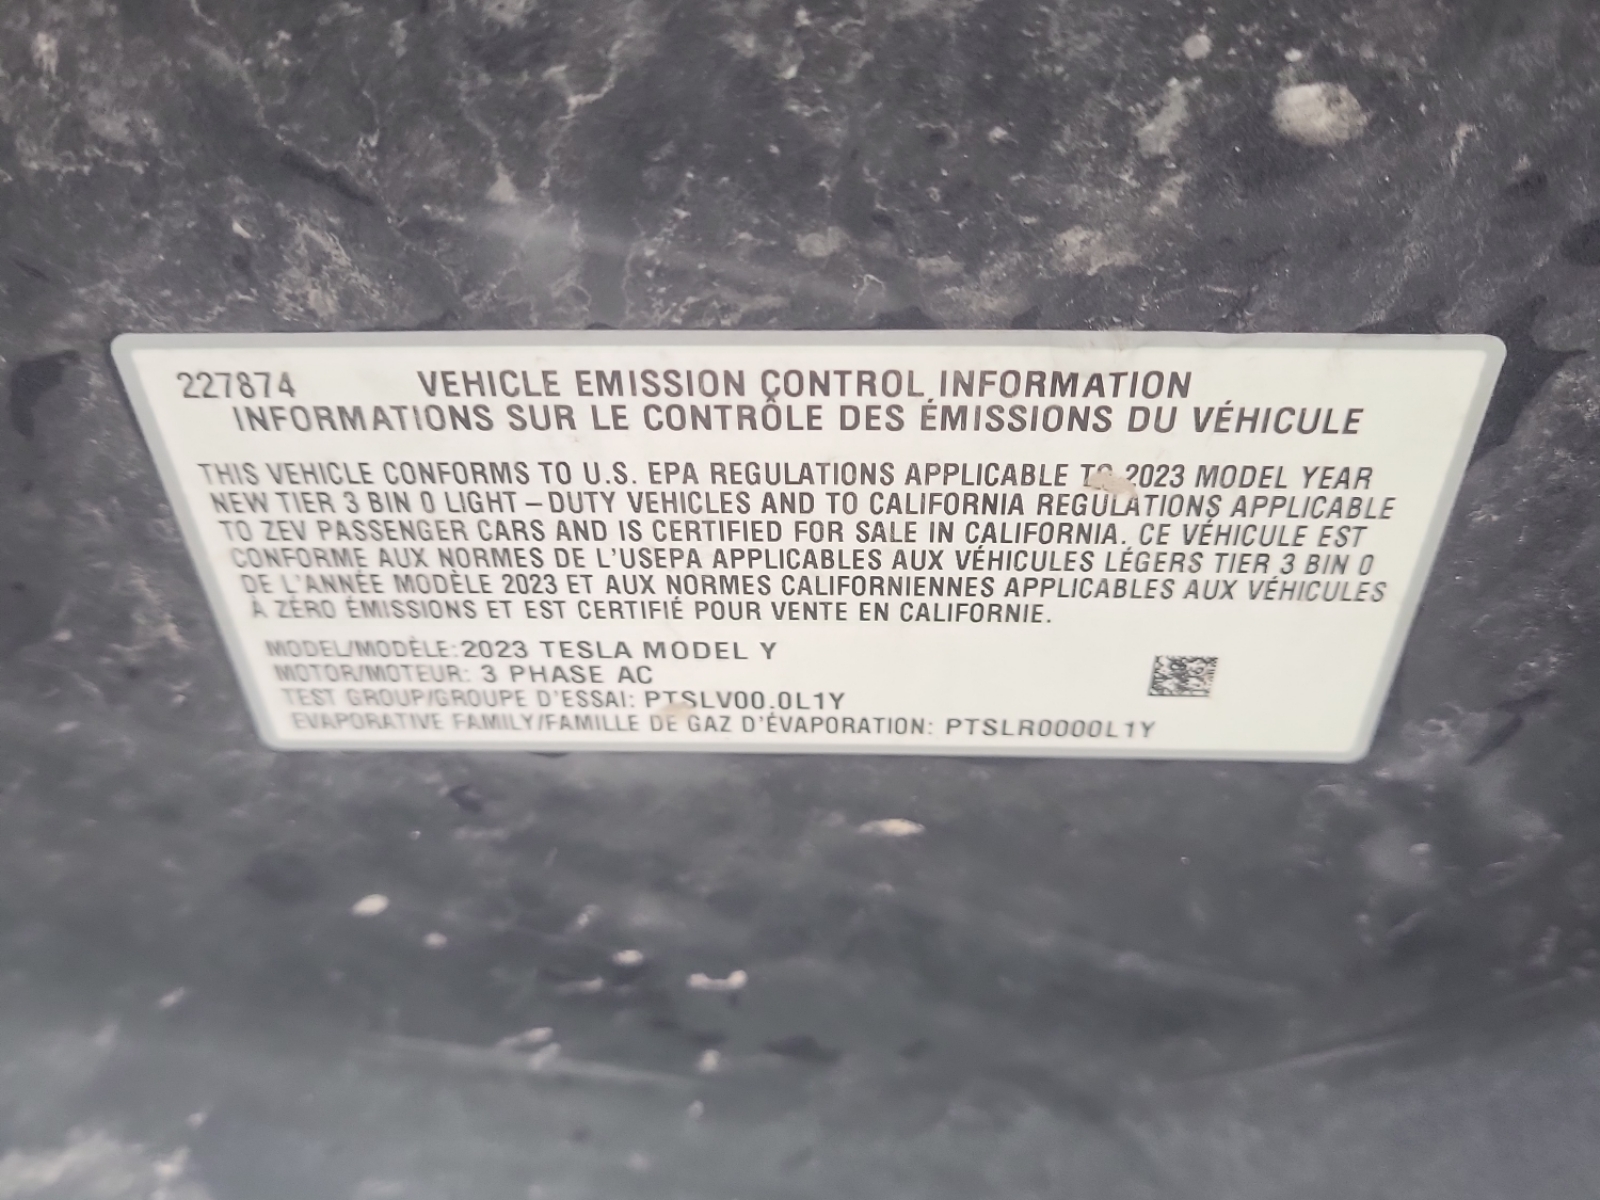 227874 VEHICLE EMISSION CONTROL INFORMATION
INFORMATIONS SUR LE CONTRÔLE DES ÉMISSIONS DU VÉHICULE
THIS VEHICLE CONFORMS TO U.S. EPA REGULATIONS APPLICABLE TO 2023 MODEL YEAR
NEW TIER 3 BIN 0 LIGHT – DUTY VEHICLES AND TO CALIFORNIA REGULATIONS APPLICABLE
TO ZEV PASSENGER CARS AND IS CERTIFIED FOR SALE IN CALIFORNIA. CE VÉHICULE EST
CONFORME AUX NORMES DE L'USEPA APPLICABLES AUX VÉHICULES LÉGERS TIER 3 BIN 0
DE L'ANNÉE MODÈLE 2023 ET AUX NORMES CALIFORNIENNES APPLICABLES AUX VÉHICULES
À ZÉRO ÉMISSIONS ET EST CERTIFIÉ POUR VENTE EN CALIFORNIE.
MODEL/MODÈLE: 2023 TESLA MODEL Y
MOTOR/MOTEUR: 3 PHASE AC
TEST GROUP/GROUPE D'ESSAI: PTSLV00.0L1Y
EVAPORATIVE FAMILY/FAMILLE DE GAZ D'ÉVAPORATION: PTSLR0000L1Y